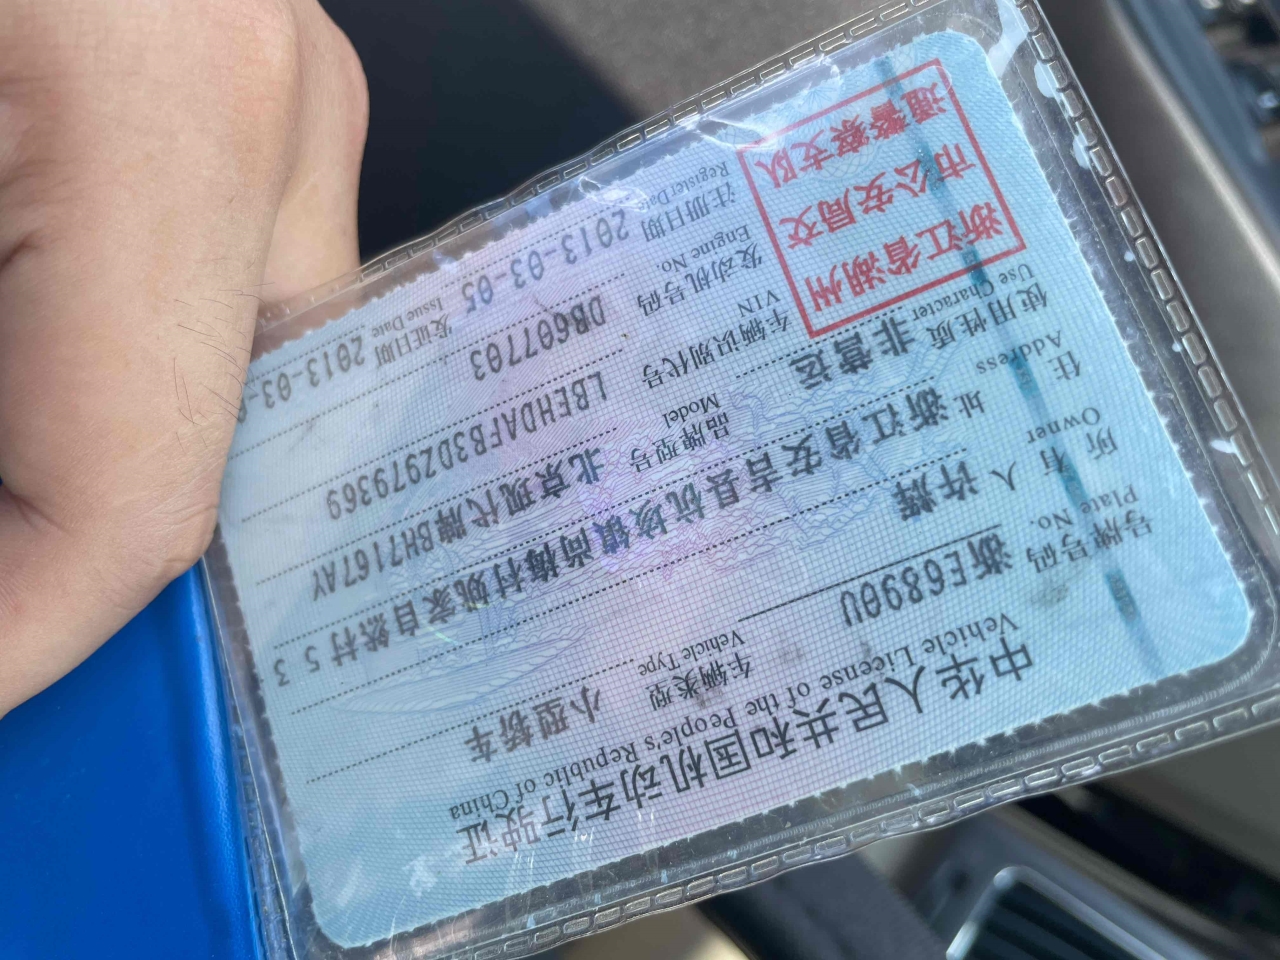 中华人民共和国机动车行驶证
Vehicle License of the People's Republic of China
号牌号码 浙E6890U 车辆类型 小型轿车
Plate No. Vehicle Type
所有人 许辉
Owner
住址 浙江省安吉县杭垓镇尚梅村姚家自然村53
Address
使用性质 非营运 品牌型号 北京现代牌BH7167AY
Use Character Model
浙江省湖州
市公安局交
通警察支队
车辆识别代号 LBEHDAFB3DZ979369
VIN
发动机号码 DB607703
Engine No.
注册日期 2013-03-05 发证日期 2013-03-
Register Date Issue Date